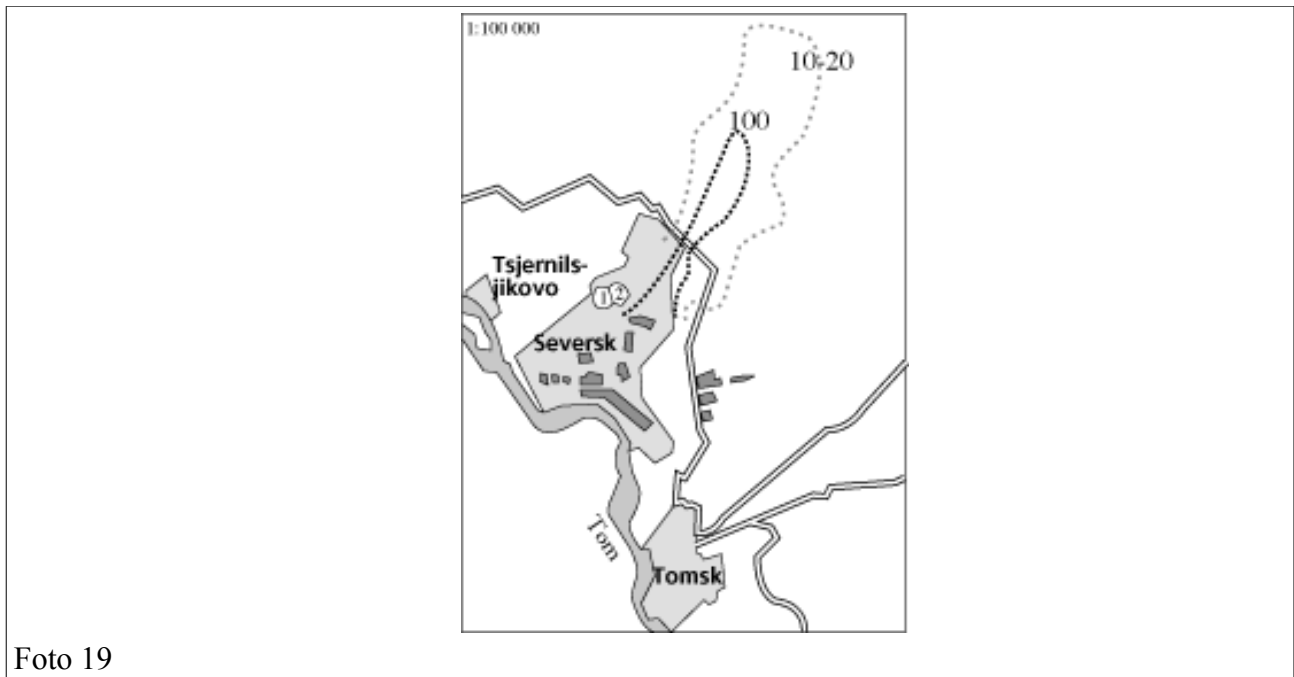 1:100 000
10-20
100
Tsjernils-
jikovo
1 2
Seversk
Tom
Tomsk
Foto 19